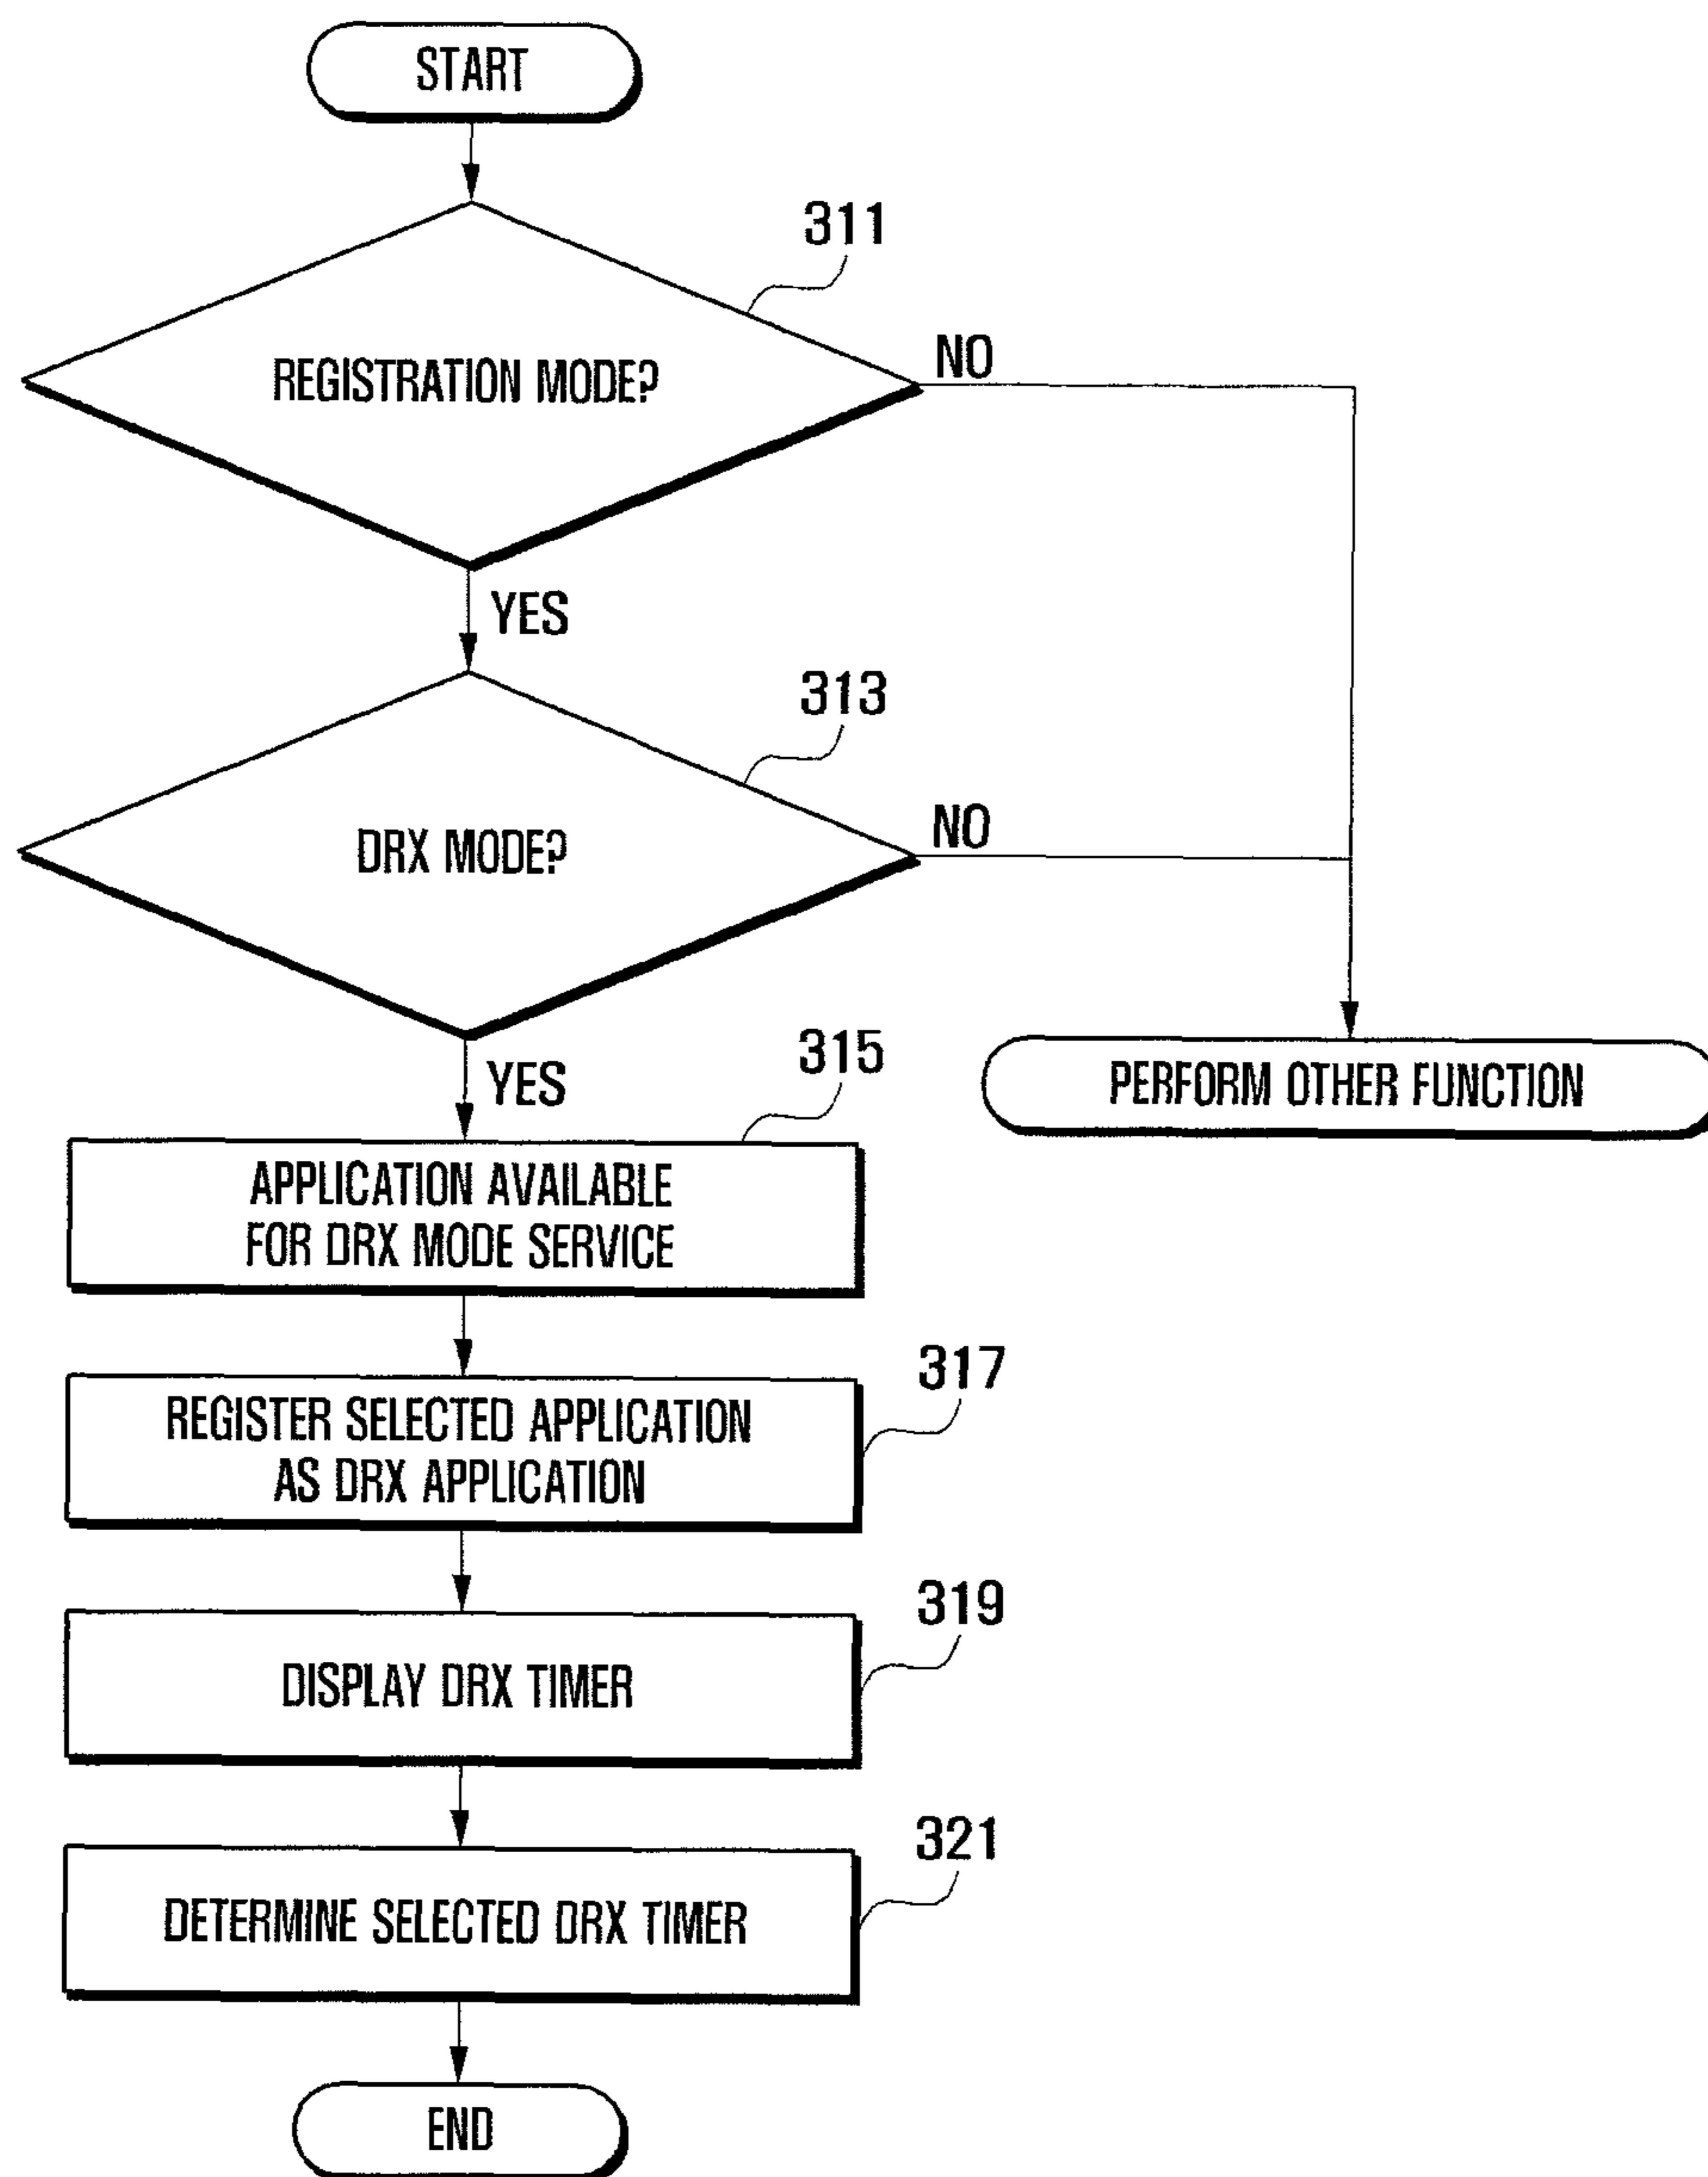 START
311
REGISTRATION MODE?
NO
YES
313
DRX MODE?
NO
YES
315
PERFORM OTHER FUNCTION
APPLICATION AVAILABLE
FOR DRX MODE SERVICE
317
REGISTER SELECTED APPLICATION
AS DRX APPLICATION
319
DISPLAY DRX TIMER
321
DETERMINE SELECTED DRX TIMER
END